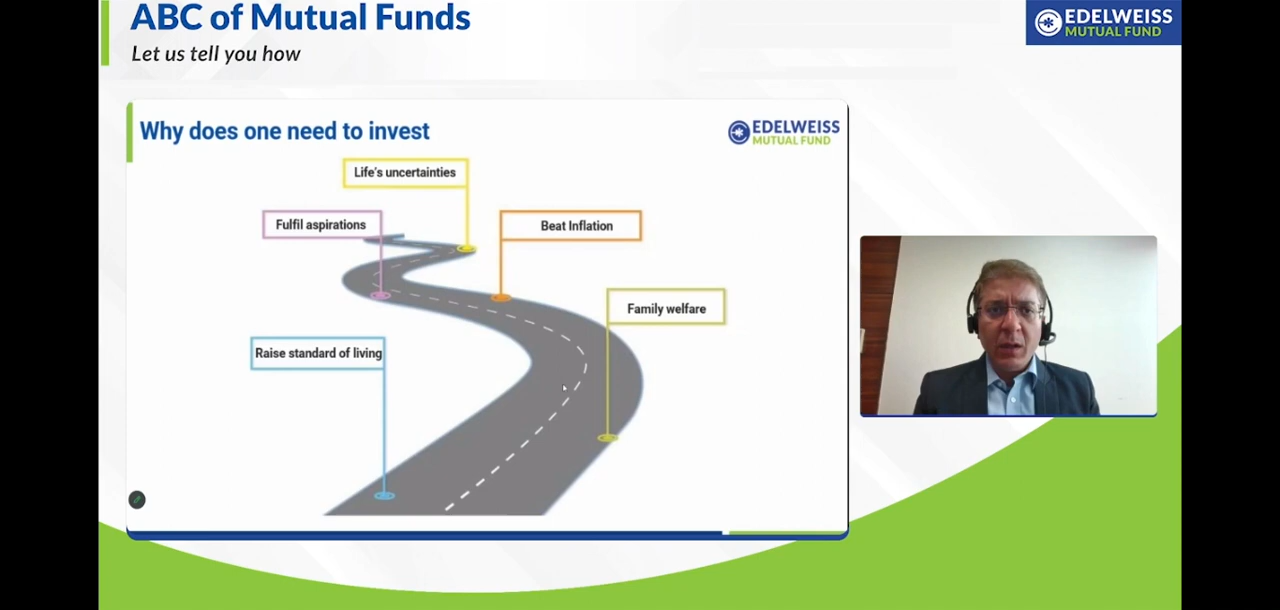 ABC of Mutual Funds
Let us tell you how
EDELWEISS
MUTUAL FUND
Why does one need to invest
EDELWEISS
MUTUAL FUND
Life's uncertainties
Fulfil aspirations
Beat Inflation
Family welfare
Raise standard of living